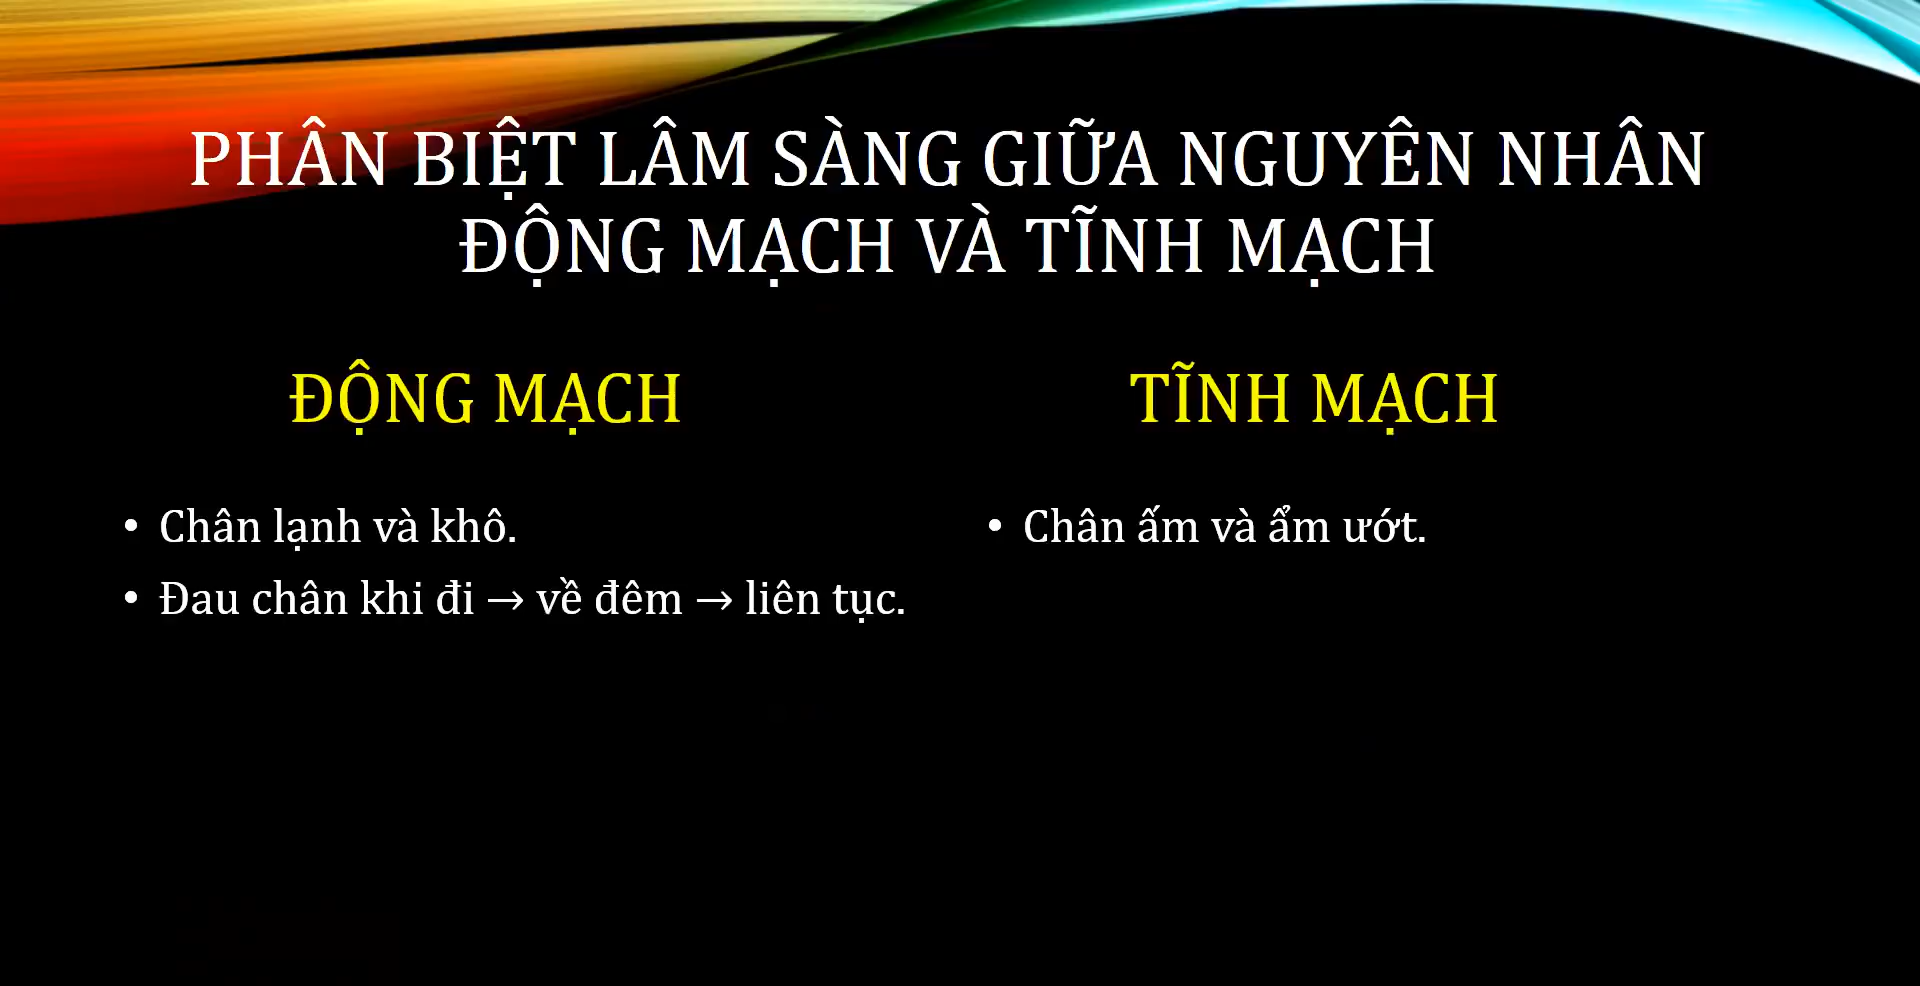 PHÂN BIỆT LÂM SÀNG GIỮA NGUYÊN NHÂN
ĐỘNG MẠCH VÀ TĨNH MẠCH
ĐỘNG MẠCH
• Chân lạnh và khô.
• Đau chân khi đi → về đêm → liên tục.
TĨNH MẠCH
• Chân ấm và ẩm ướt.